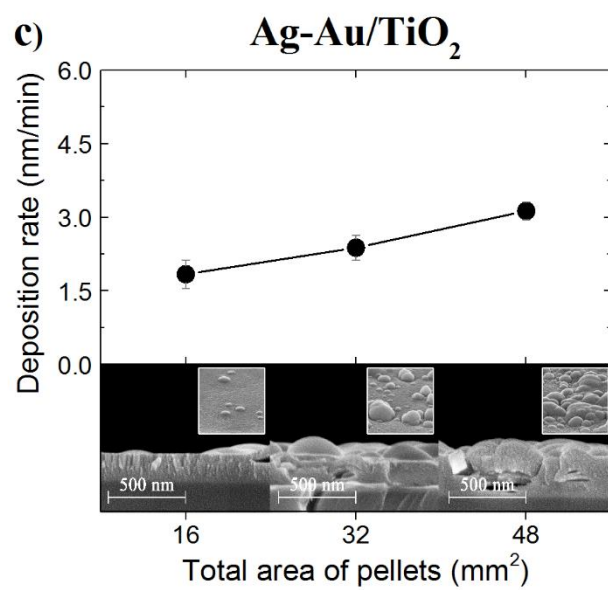 c)
Ag-Au/TiO₂
Deposition rate (nm/min)
6.0
4.5
3.0
1.5
0.0
500 nm
500 nm
500 nm
16
32
48
Total area of pellets (mm²)